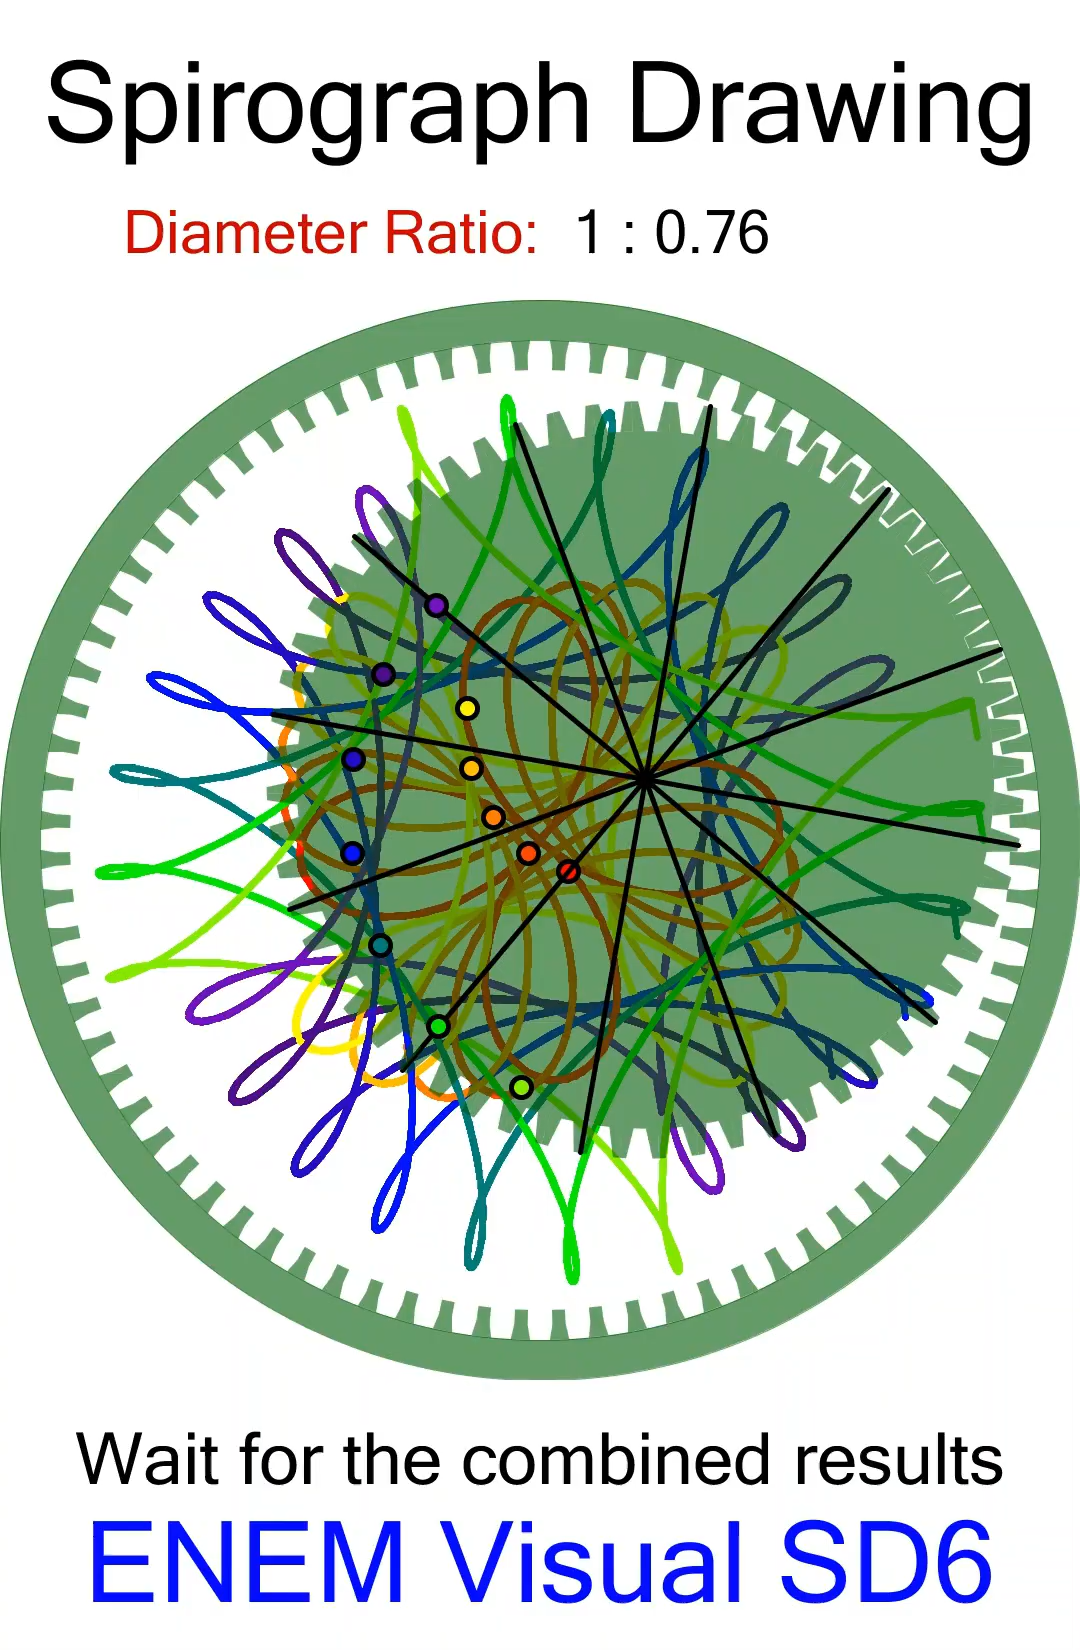 Spirograph Drawing
Diameter Ratio: 1 : 0.76
Wait for the combined results
ENEM Visual SD6